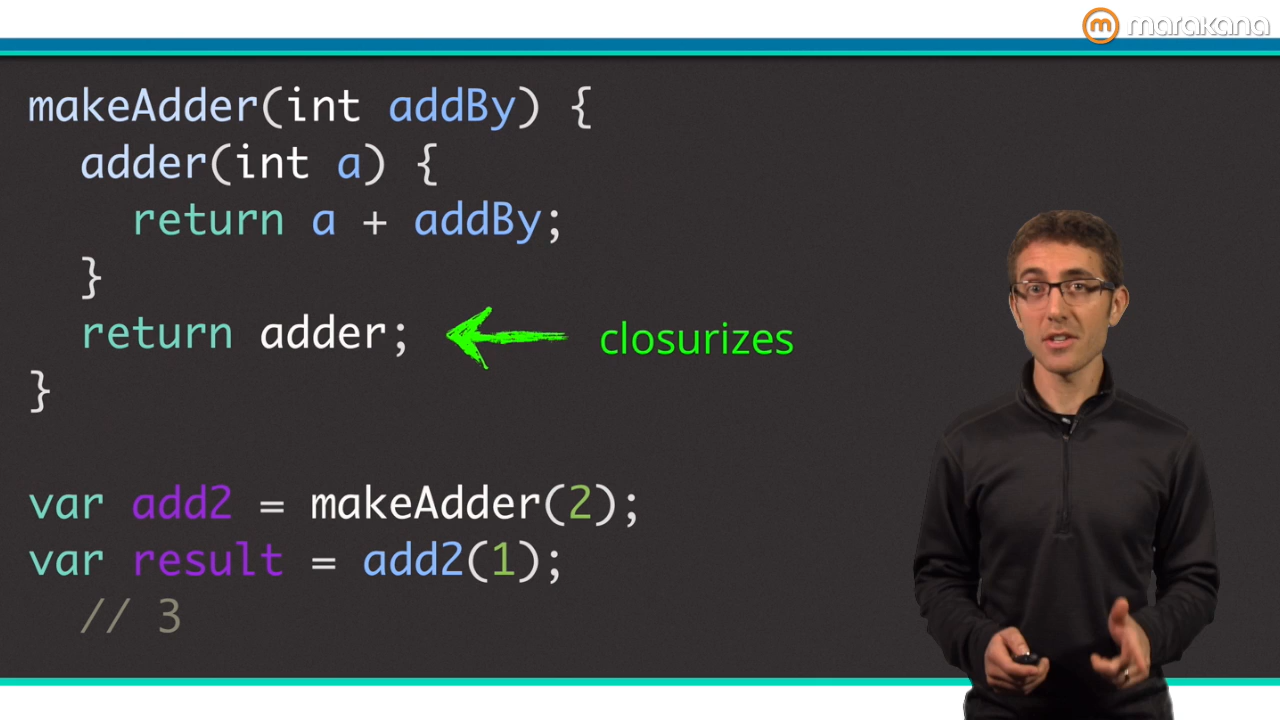 marakana
makeAdder(int addBy) {
  adder(int a) {
    return a + addBy;
  }
  return adder; closurizes
}
var add2 = makeAdder(2);
var result = add2(1);
  // 3